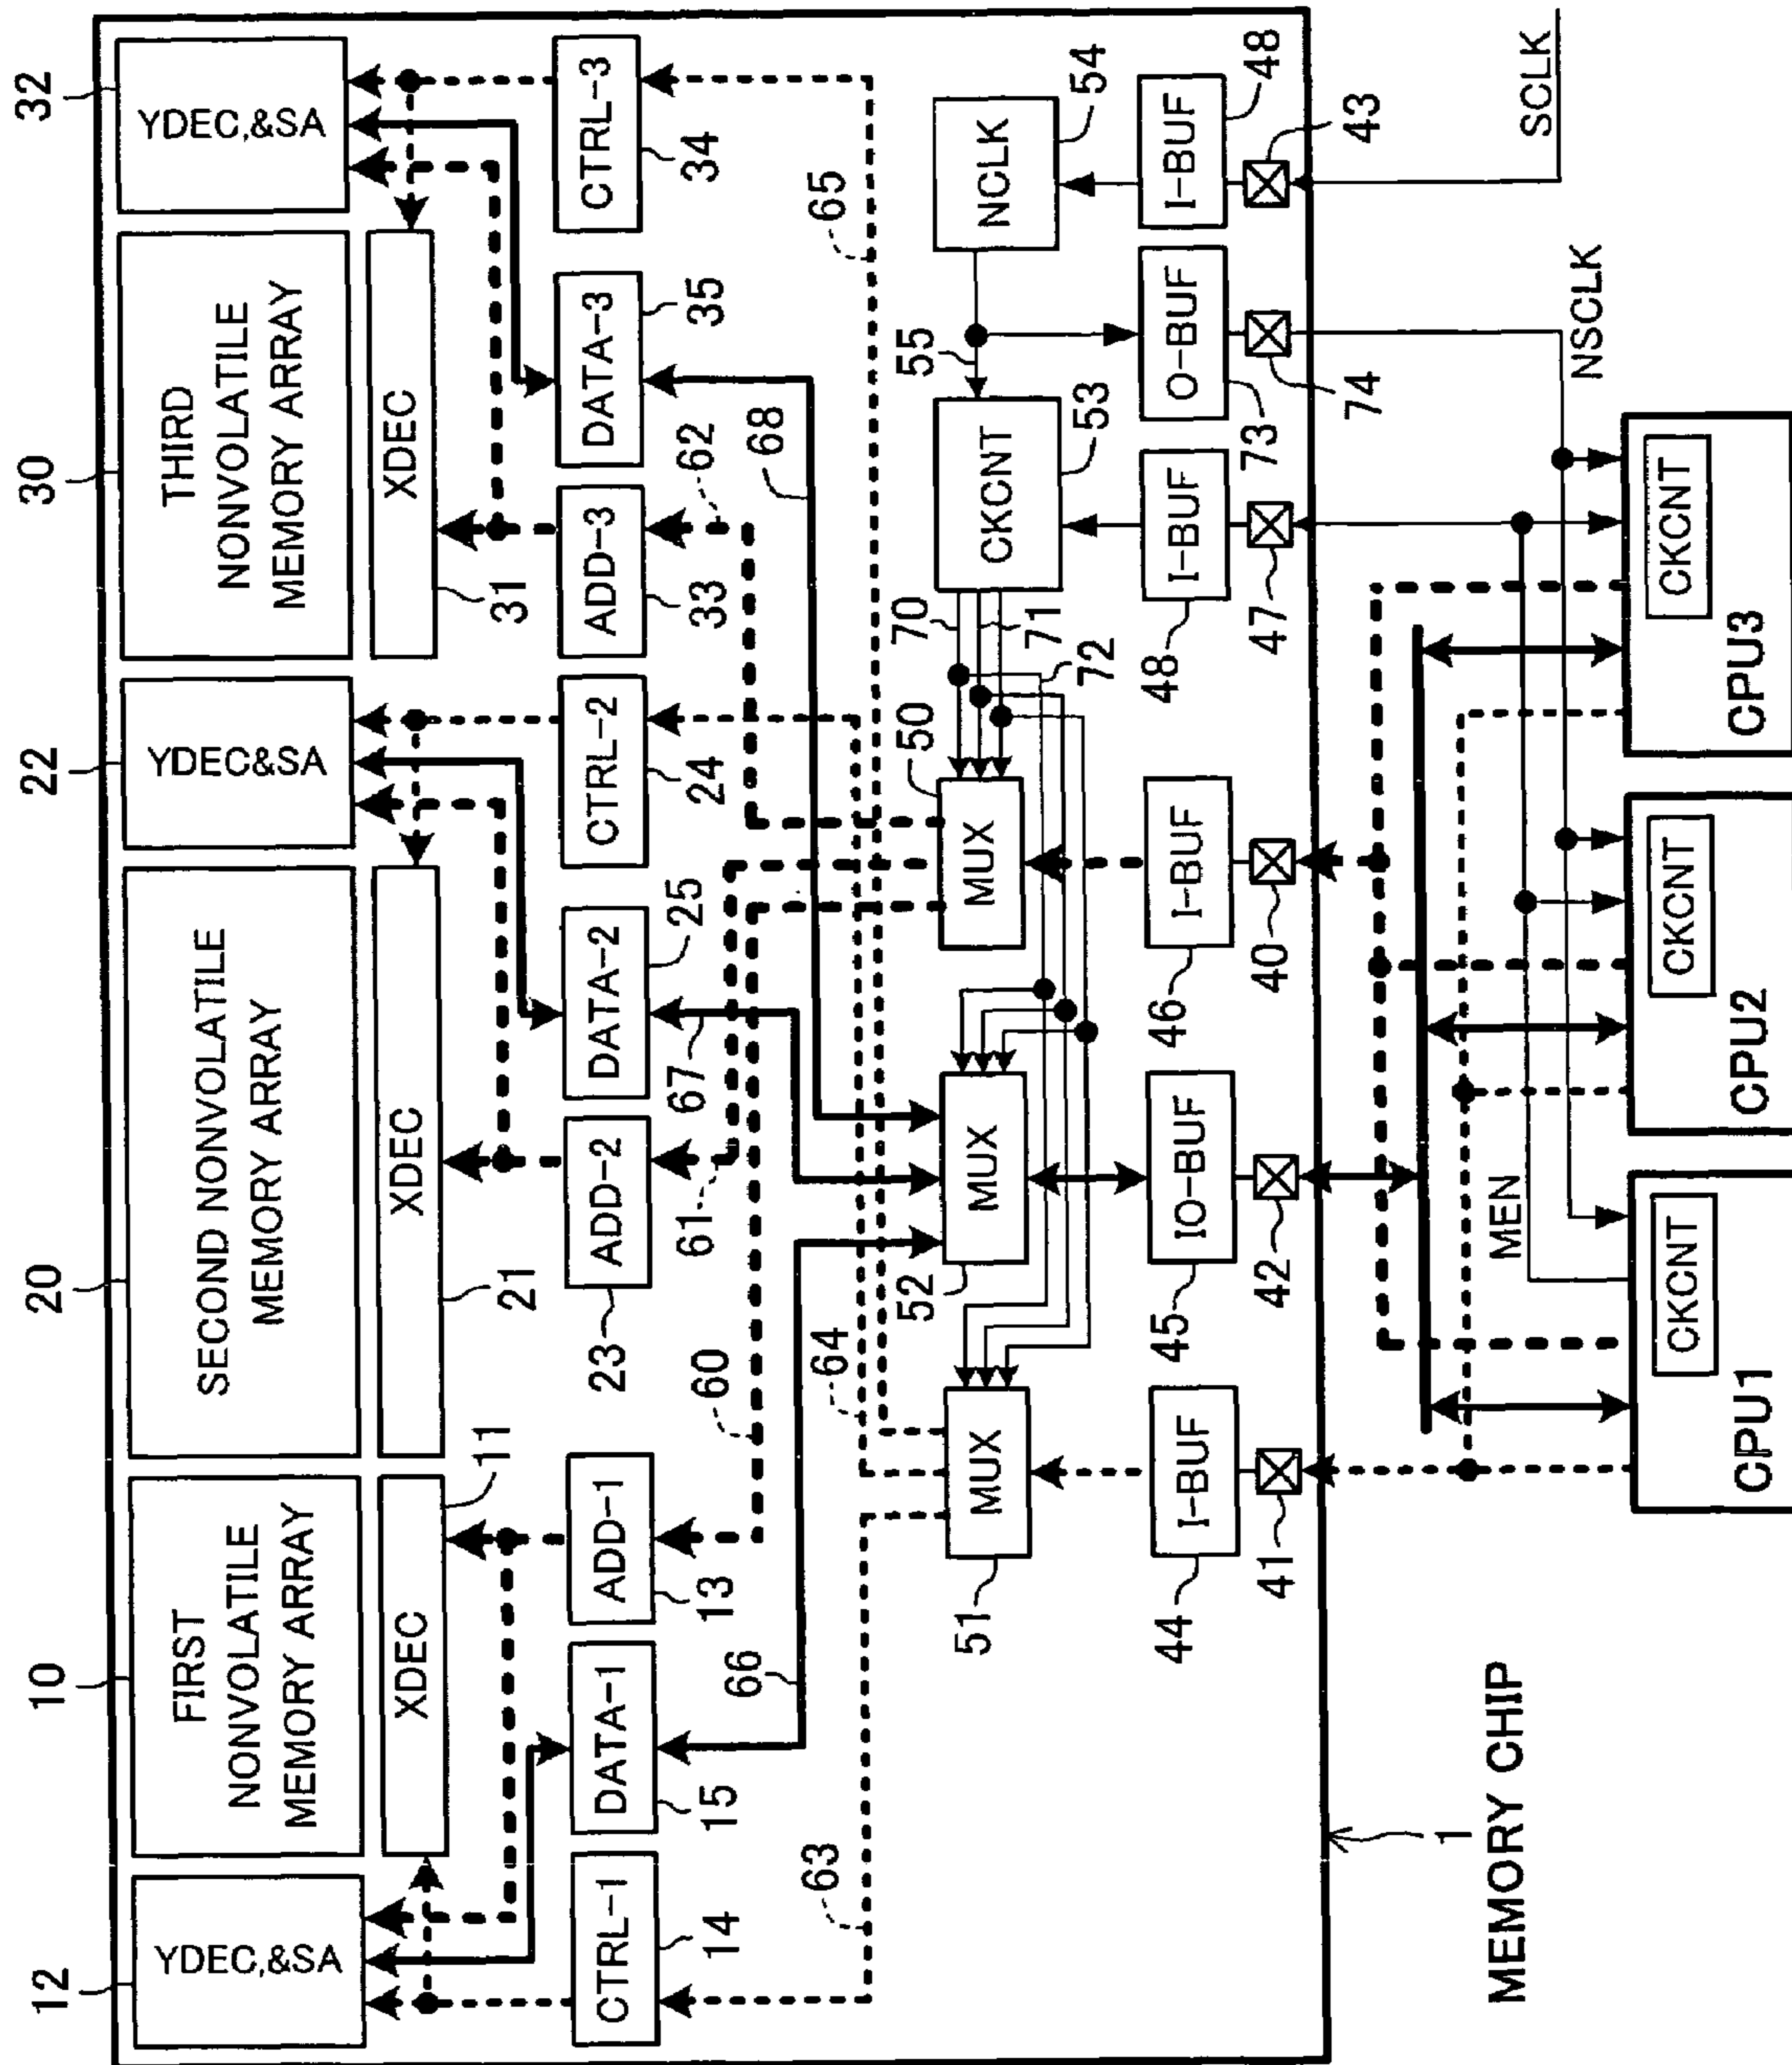 12
10
20
22
30
32
YDEC,&SA
FIRST
NONVOLATILE
MEMORY ARRAY
SECOND NONVOLATILE
MEMORY ARRAY
YDEC&SA
THIRD
NONVOLATILE
MEMORY ARRAY
YDEC,&SA
XDEC
11
XDEC
21
XDEC
31
CTRL-1
14
DATA-1
15
ADD-1
13
ADD-2
23
DATA-2
25
CTRL-2
24
ADD-3
33
DATA-3
35
CTRL-3
34
63
66
60
64
61
67
62
68
65
MUX
51
MUX
52
MUX
50
70
71
72
CKCNT
53
55
NCLK
54
I-BUF
44
IO-BUF
45
I-BUF
46
I-BUF
48
O-BUF
73
I-BUF
48
41
42
40
47
74
43
1
MEMORY CHIP
MEN
NSCLK
SCLK
CKCNT
CPU1
CKCNT
CPU2
CKCNT
CPU3